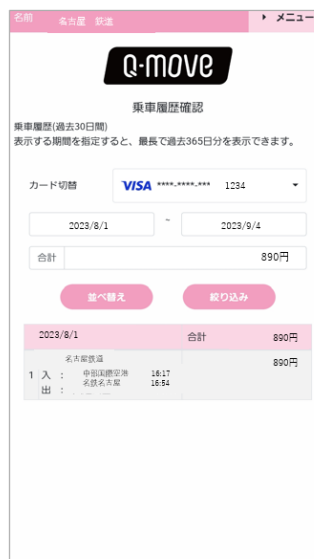 名前 名古屋 鉄道
メニュー
Q-move
乗車履歴確認
乗車履歴(過去30日間)
表示する期間を指定すると、最長で過去365日分を表示できます。
カード切替 VISA ****-****-*** 1234
2023/8/1 ~ 2023/9/4
合計 890円
並べ替え 絞り込み
2023/8/1 合計 890円
名古屋鉄道 890円
1 入 : 中部国際空港 16:17
出 : 名鉄名古屋 16:54